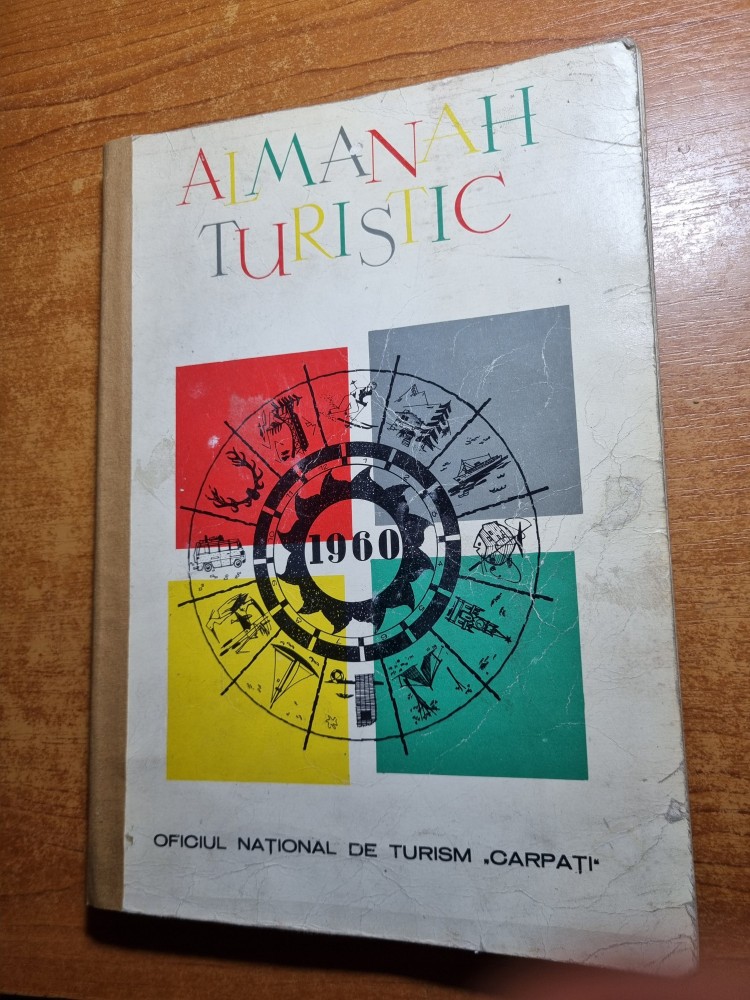 ALMANAH
TURISTIC
1960
OFICIUL NAȚIONAL DE TURISM „CARPAȚI"